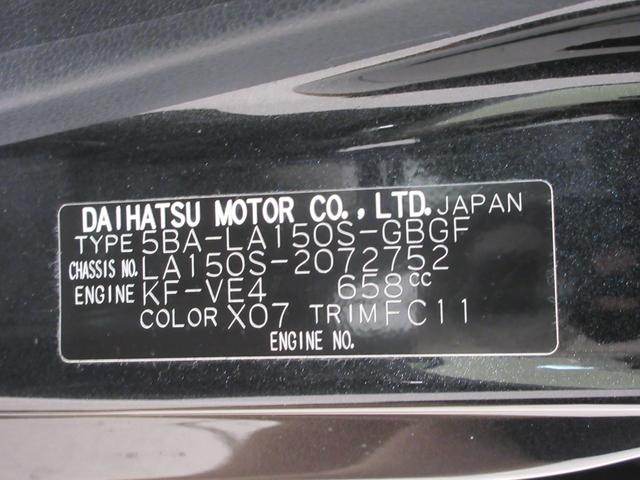 DAIHATSU MOTOR CO., LTD. JAPAN
TYPE 5BA-LA150S-GBGF
CHASSIS NO. LA150S-2072752
ENGINE KF-VE4 658cc
COLOR X07 TRIM FC11
ENGINE NO.